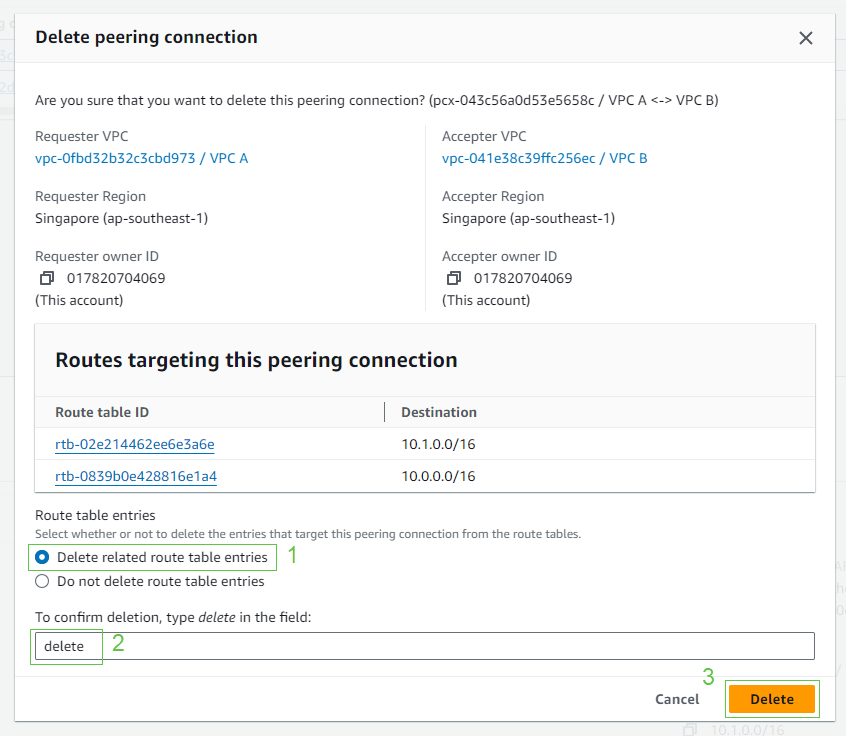 Delete peering connection
Are you sure that you want to delete this peering connection? (pcx-043c56a0d53e5658c / VPC A <-> VPC B)
Requester VPC
vpc-0fbd32b32c3cbd973 / VPC A
Accepter VPC
vpc-041e38c39ffc256ec / VPC B
Requester Region
Singapore (ap-southeast-1)
Accepter Region
Singapore (ap-southeast-1)
Requester owner ID
017820704069
(This account)
Accepter owner ID
017820704069
(This account)
Routes targeting this peering connection
Route table ID Destination
rtb-02e214462ee6e3a6e 10.1.0.0/16
rtb-0839b0e428816e1a4 10.0.0.0/16
Route table entries
Select whether or not to delete the entries that target this peering connection from the route tables.
Delete related route table entries 1
Do not delete route table entries
To confirm deletion, type delete in the field:
delete 2
3
Cancel Delete
10.1.0.0/16